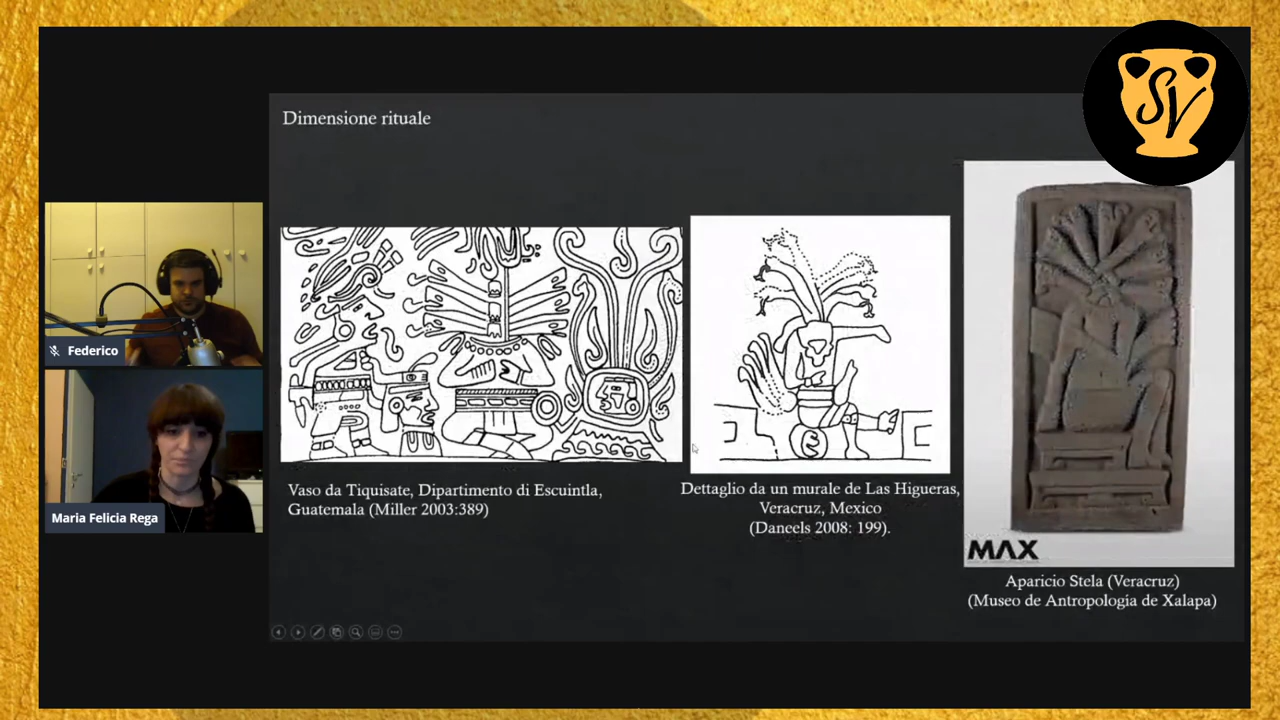 SV
Dimensione rituale
Federico
Maria Felicia Rega
Vaso da Tiquisate, Dipartimento di Escuintla,
Guatemala (Miller 2003:389)
Dettaglio da un murale de Las Higueras,
Veracruz, Mexico
(Daneels 2008: 199).
MAX
Aparicio Stela (Veracruz)
(Museo de Antropologia de Xalapa)